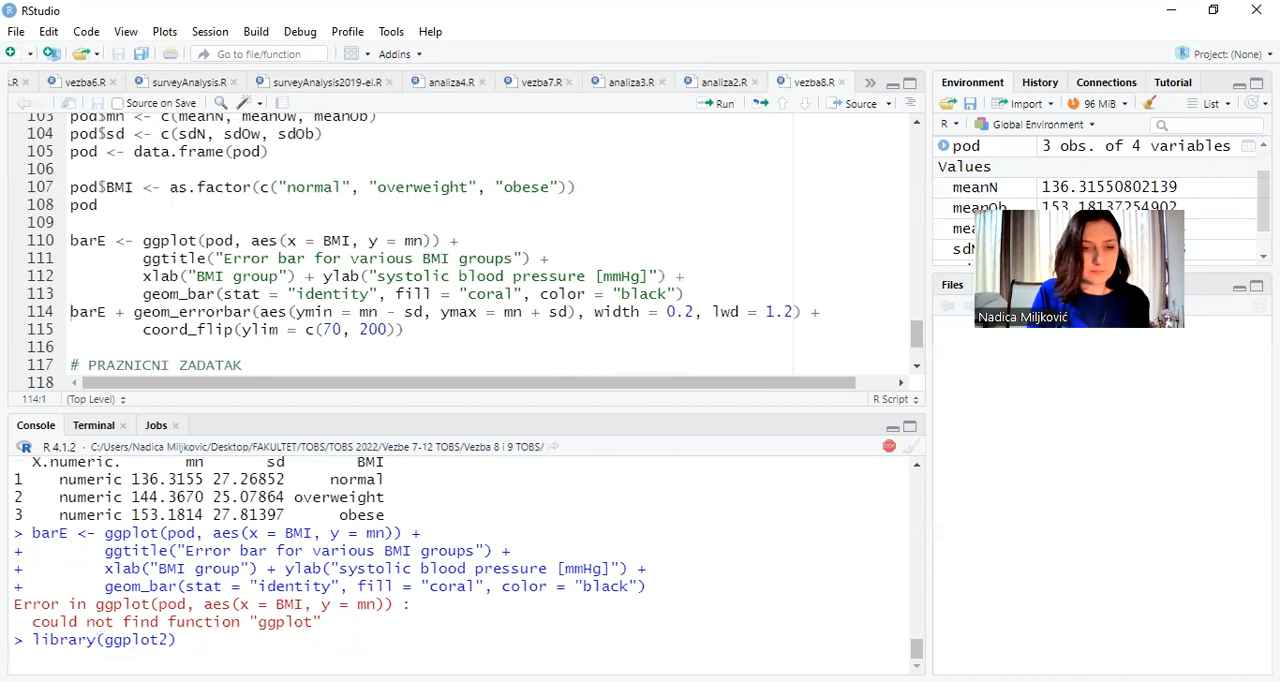 RStudio
File Edit Code View Plots Session Build Debug Profile Tools Help
Go to file/function Addins Project: (None)
s.R vezba6.R surveyAnalysis.R surveyAnalysis2019-el.R analiza4.R vezba7.R analiza3.R analiza2.R vezba8.R
Source on Save Run Source
103 pod$mn <- c(meanN, meanOw, meanOb)
104 pod$sd <- c(sdN, sdOw, sdOb)
105 pod <- data.frame(pod)
106
107 pod$BMI <- as.factor(c("normal", "overweight", "obese"))
108 pod
109
110 barE <- ggplot(pod, aes(x = BMI, y = mn)) +
111 ggtitle("Error bar for various BMI groups") +
112 xlab("BMI group") + ylab("systolic blood pressure [mmHg]") +
113 geom_bar(stat = "identity", fill = "coral", color = "black")
114 barE + geom_errorbar(aes(ymin = mn - sd, ymax = mn + sd), width = 0.2, lwd = 1.2) +
115 coord_flip(ylim = c(70, 200))
116
117 # PRAZNICNI ZADATAK
118
114:1 (Top Level) R Script
Console Terminal Jobs
R 4.1.2 · C:/Users/Nadica Miljkovic/Desktop/FAKULTET/TOBS/TOBS 2022/Vezbe 7-12 TOBS/Vezba 8 i 9 TOBS/
X.numeric. mn sd BMI
1 numeric 136.3155 27.26852 normal
2 numeric 144.3670 25.07864 overweight
3 numeric 153.1814 27.81397 obese
> barE <- ggplot(pod, aes(x = BMI, y = mn)) +
+ ggtitle("Error bar for various BMI groups") +
+ xlab("BMI group") + ylab("systolic blood pressure [mmHg]") +
+ geom_bar(stat = "identity", fill = "coral", color = "black")
Error in ggplot(pod, aes(x = BMI, y = mn)) :
could not find function "ggplot"
> library(ggplot2)
Environment History Connections Tutorial
Import 96 MiB List
R Global Environment
pod 3 obs. of 4 variables
Values
meanN 136.31550802139
meanOb 153.18137254902
Files
Nadica Miljković